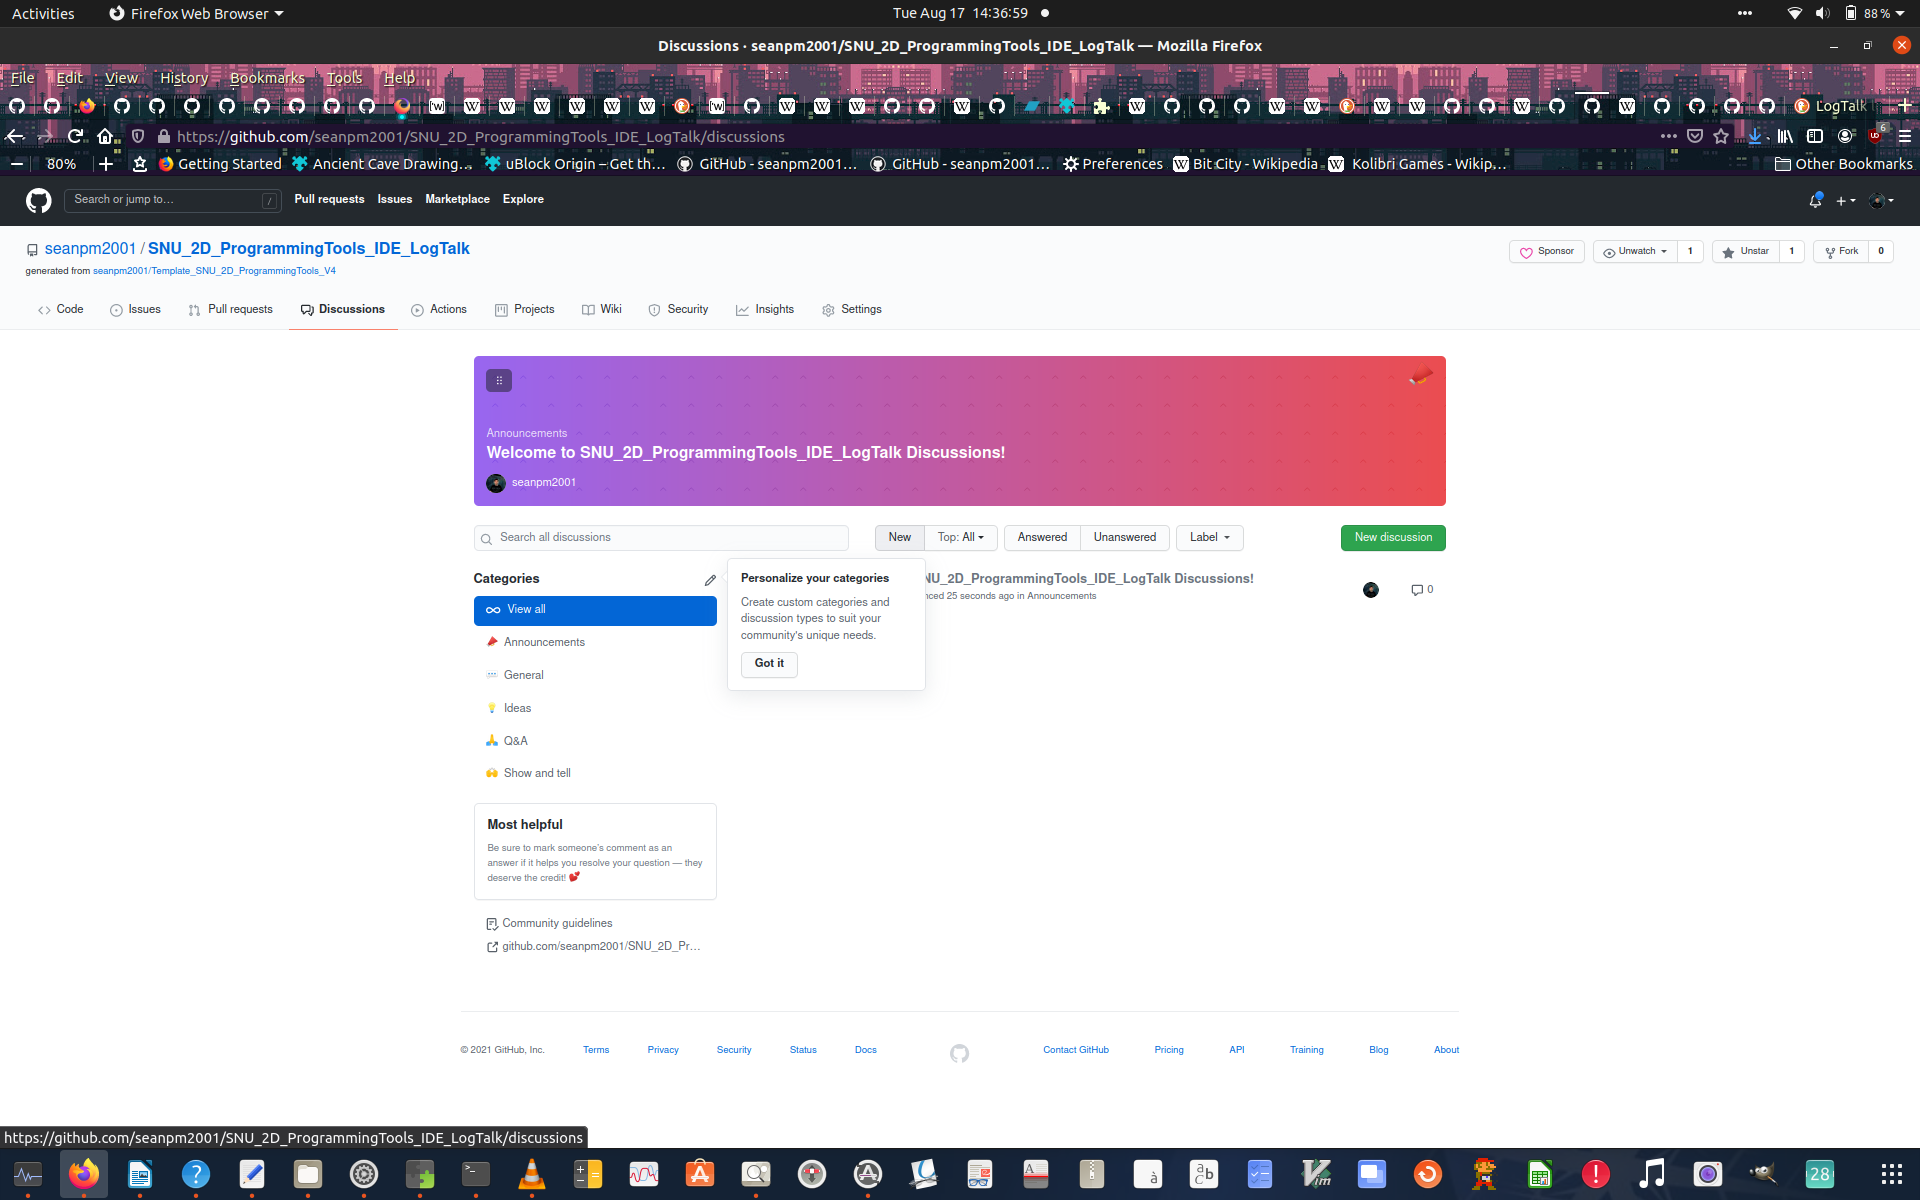 Activities
Firefox Web Browser
Tue Aug 17 14:36:59
88 %
Discussions · seanpm2001/SNU_2D_ProgrammingTools_IDE_LogTalk — Mozilla Firefox
File Edit View History Bookmarks Tools Help
LogTalk
https://github.com/seanpm2001/SNU_2D_ProgrammingTools_IDE_LogTalk/discussions
6
80%
Getting Started
Ancient Cave Drawing…
uBlock Origin – Get th…
GitHub - seanpm2001…
GitHub - seanpm2001…
Preferences
Bit City - Wikipedia
Kolibri Games - Wikip…
Other Bookmarks
Search or jump to…
/
Pull requests
Issues
Marketplace
Explore
seanpm2001 / SNU_2D_ProgrammingTools_IDE_LogTalk
generated from seanpm2001/Template_SNU_2D_ProgrammingTools_V4
Sponsor
Unwatch 1
Unstar 1
Fork 0
Code
Issues
Pull requests
Discussions
Actions
Projects
Wiki
Security
Insights
Settings
Announcements
Welcome to SNU_2D_ProgrammingTools_IDE_LogTalk Discussions!
seanpm2001
Search all discussions
New
Top: All
Answered
Unanswered
Label
New discussion
Categories
View all
Announcements
General
Ideas
Q&A
Show and tell
Personalize your categories
Create custom categories and
discussion types to suit your
community's unique needs.
Got it
NU_2D_ProgrammingTools_IDE_LogTalk Discussions!
nced 25 seconds ago in Announcements
0
Most helpful
Be sure to mark someone's comment as an
answer if it helps you resolve your question — they
deserve the credit!
Community guidelines
github.com/seanpm2001/SNU_2D_Pr…
© 2021 GitHub, Inc.
Terms
Privacy
Security
Status
Docs
Contact GitHub
Pricing
API
Training
Blog
About
https://github.com/seanpm2001/SNU_2D_ProgrammingTools_IDE_LogTalk/discussions
28